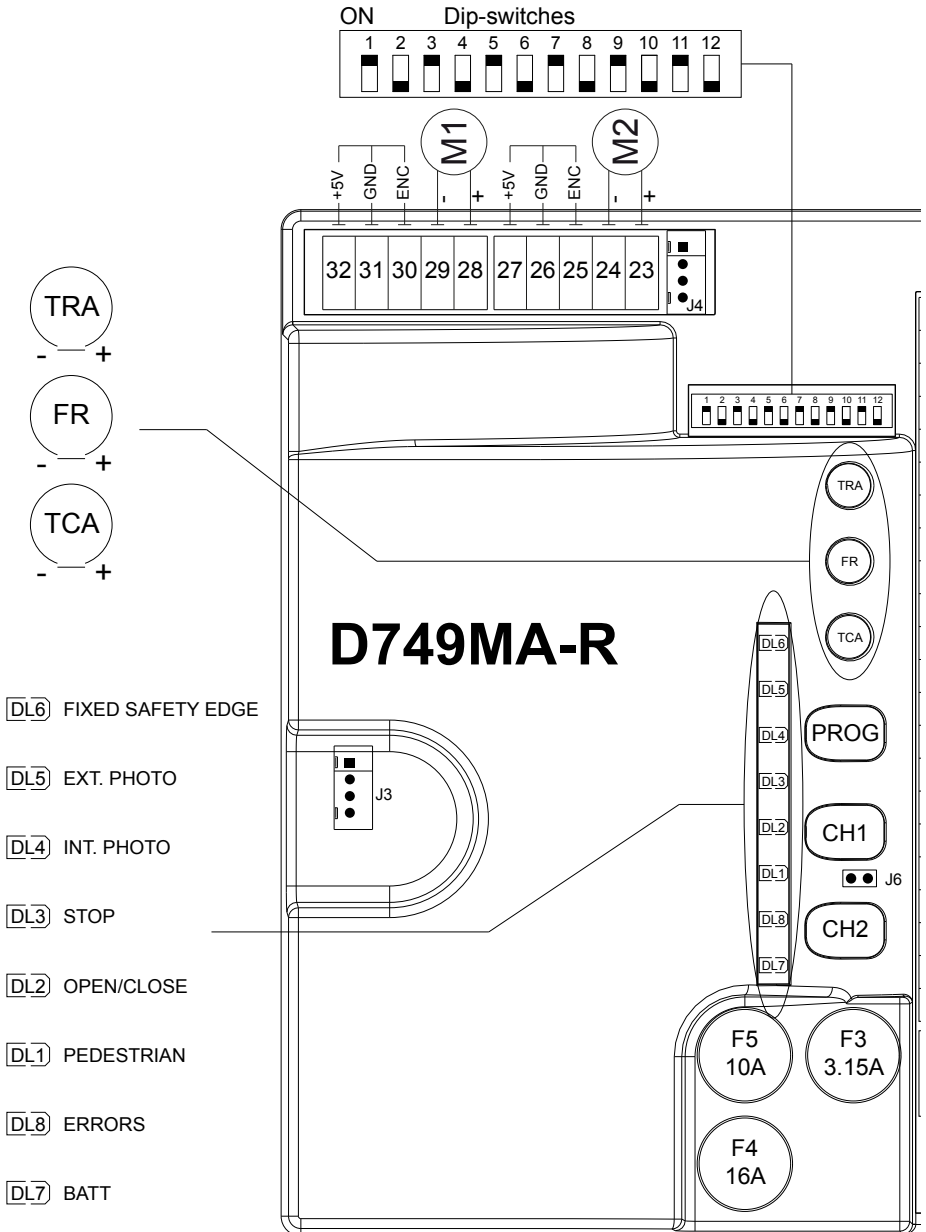 ON Dip-switches
1 2 3 4 5 6 7 8 9 10 11 12
M1 M2
+5V GND ENC - + +5V GND ENC - +
32 31 30 29 28 27 26 25 24 23
J4
1 2 3 4 5 6 7 8 9 10 11 12
TRA
- +
FR
- +
TCA
- +
TRA
FR
TCA
D749MA-R
DL6 FIXED SAFETY EDGE
DL5 EXT. PHOTO
DL4 INT. PHOTO
DL3 STOP
DL2 OPEN/CLOSE
DL1 PEDESTRIAN
DL8 ERRORS
DL7 BATT
J3
DL6
DL5
DL4
DL3
DL2
DL1
DL8
DL7
PROG
CH1
J6
CH2
F5
10A
F3
3.15A
F4
16A